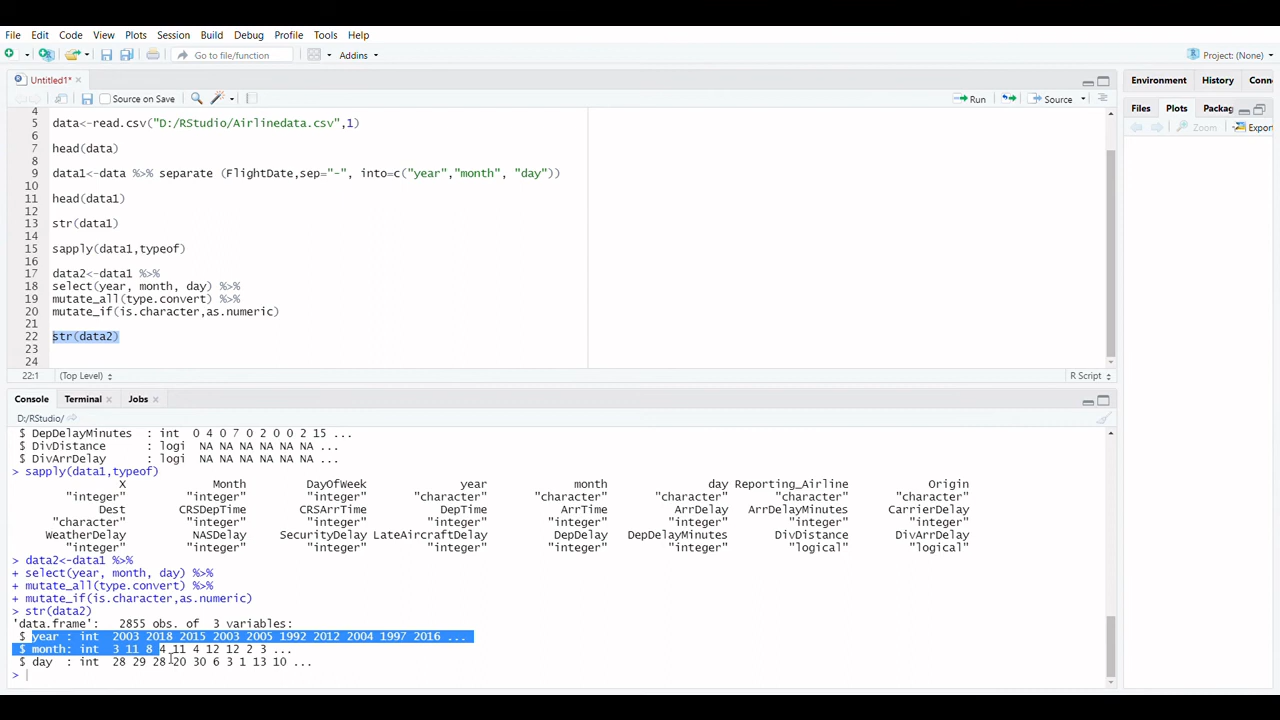 File Edit Code View Plots Session Build Debug Profile Tools Help
Go to file/function Addins Project: (None)
Untitled1* Environment History Conn
Source on Save Run Source Files Plots Packag
Zoom Export
4
5 data<-read.csv("D:/RStudio/Airlinedata.csv",1)
6
7 head(data)
8
9 data1<-data %>% separate (FlightDate,sep="-", into=c("year","month", "day"))
10
11 head(data1)
12
13 str(data1)
14
15 sapply(data1,typeof)
16
17 data2<-data1 %>%
18 select(year, month, day) %>%
19 mutate_all(type.convert) %>%
20 mutate_if(is.character,as.numeric)
21
22 str(data2)
23
24
22:1 (Top Level) R Script
Console Terminal Jobs
D:/RStudio/
$ DepDelayMinutes : int 0 4 0 7 0 2 0 0 2 15 ...
$ DivDistance : logi NA NA NA NA NA NA ...
$ DivArrDelay : logi NA NA NA NA NA NA ...
> sapply(data1,typeof)
X Month DayOfWeek year month day Reporting_Airline Origin
"integer" "integer" "integer" "character" "character" "character" "character" "character"
Dest CRSDepTime CRSArrTime DepTime ArrTime ArrDelay ArrDelayMinutes CarrierDelay
"character" "integer" "integer" "integer" "integer" "integer" "integer" "integer"
WeatherDelay NASDelay SecurityDelay LateAircraftDelay DepDelay DepDelayMinutes DivDistance DivArrDelay
"integer" "integer" "integer" "integer" "integer" "integer" "logical" "logical"
> data2<-data1 %>%
+ select(year, month, day) %>%
+ mutate_all(type.convert) %>%
+ mutate_if(is.character,as.numeric)
> str(data2)
'data.frame': 2855 obs. of 3 variables:
$ year : int 2003 2018 2015 2003 2005 1992 2012 2004 1997 2016 ...
$ month: int 3 11 8 4 11 4 12 12 2 3 ...
$ day : int 28 29 28 20 30 6 3 1 13 10 ...
>